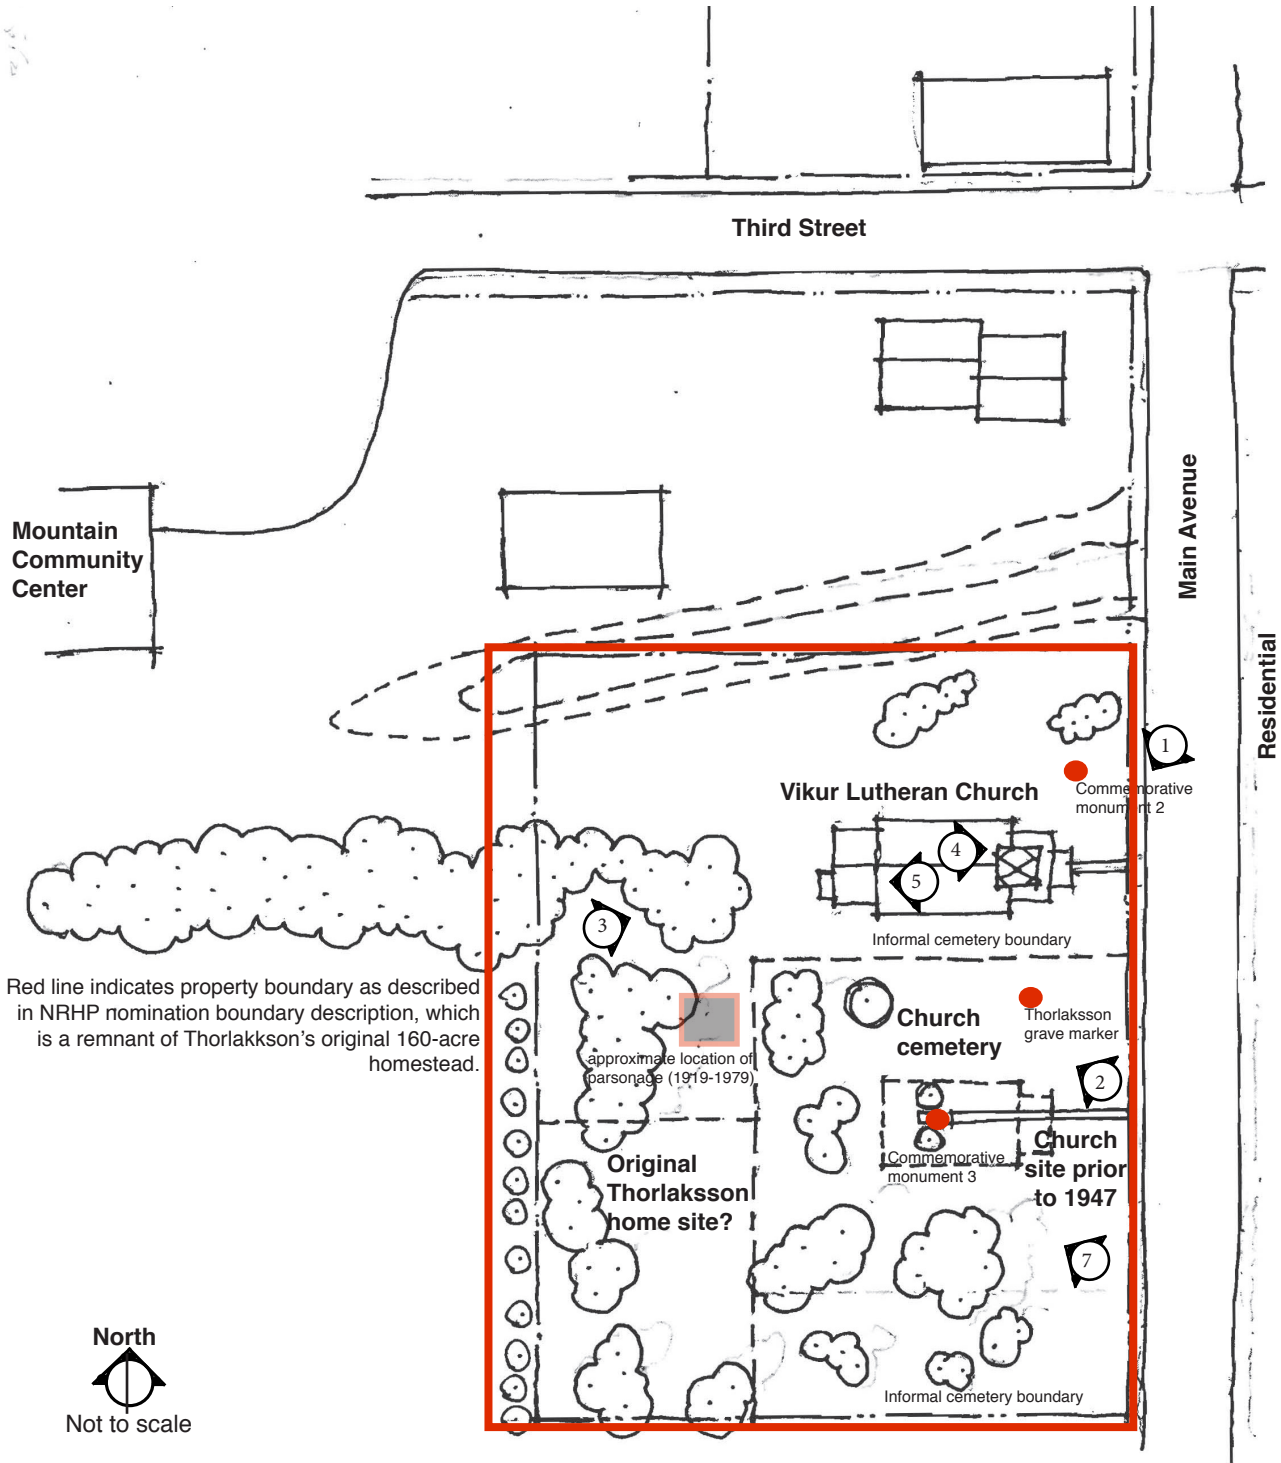 Third Street
Main Avenue
Mountain
Community
Center
Residential
1
Commemorative
monument 2
Vikur Lutheran Church
4
5
3
Informal cemetery boundary
Red line indicates property boundary as described
in NRHP nomination boundary description, which
is a remnant of Thorlakkson's original 160-acre
homestead.
Church
cemetery
Thorlaksson
grave marker
approximate location of
parsonage (1919-1979)
2
Commemorative
monument 3
Church
site prior
to 1947
Original
Thorlaksson
home site?
7
North
Not to scale
Informal cemetery boundary